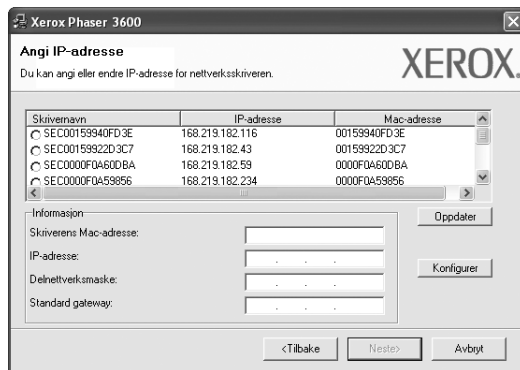 Xerox Phaser 3600
Angi IP-adresse
Du kan angi eller endre IP-adresse for nettverksskriveren.
XEROX.
Skrivernavn IP-adresse Mac-adresse
SEC00159940FD3E 168.219.182.116 00159940FD3E
SEC00159922D3C7 168.219.182.43 00159922D3C7
SEC0000F0A60DBA 168.219.182.59 0000F0A60DBA
SEC0000F0A59856 168.219.182.234 0000F0A59856
Informasjon
Oppdater
Skriverens Mac-adresse:
IP-adresse:
Konfigurer
Delnettverksmaske:
Standard gateway:
<Tilbake Neste> Avbryt